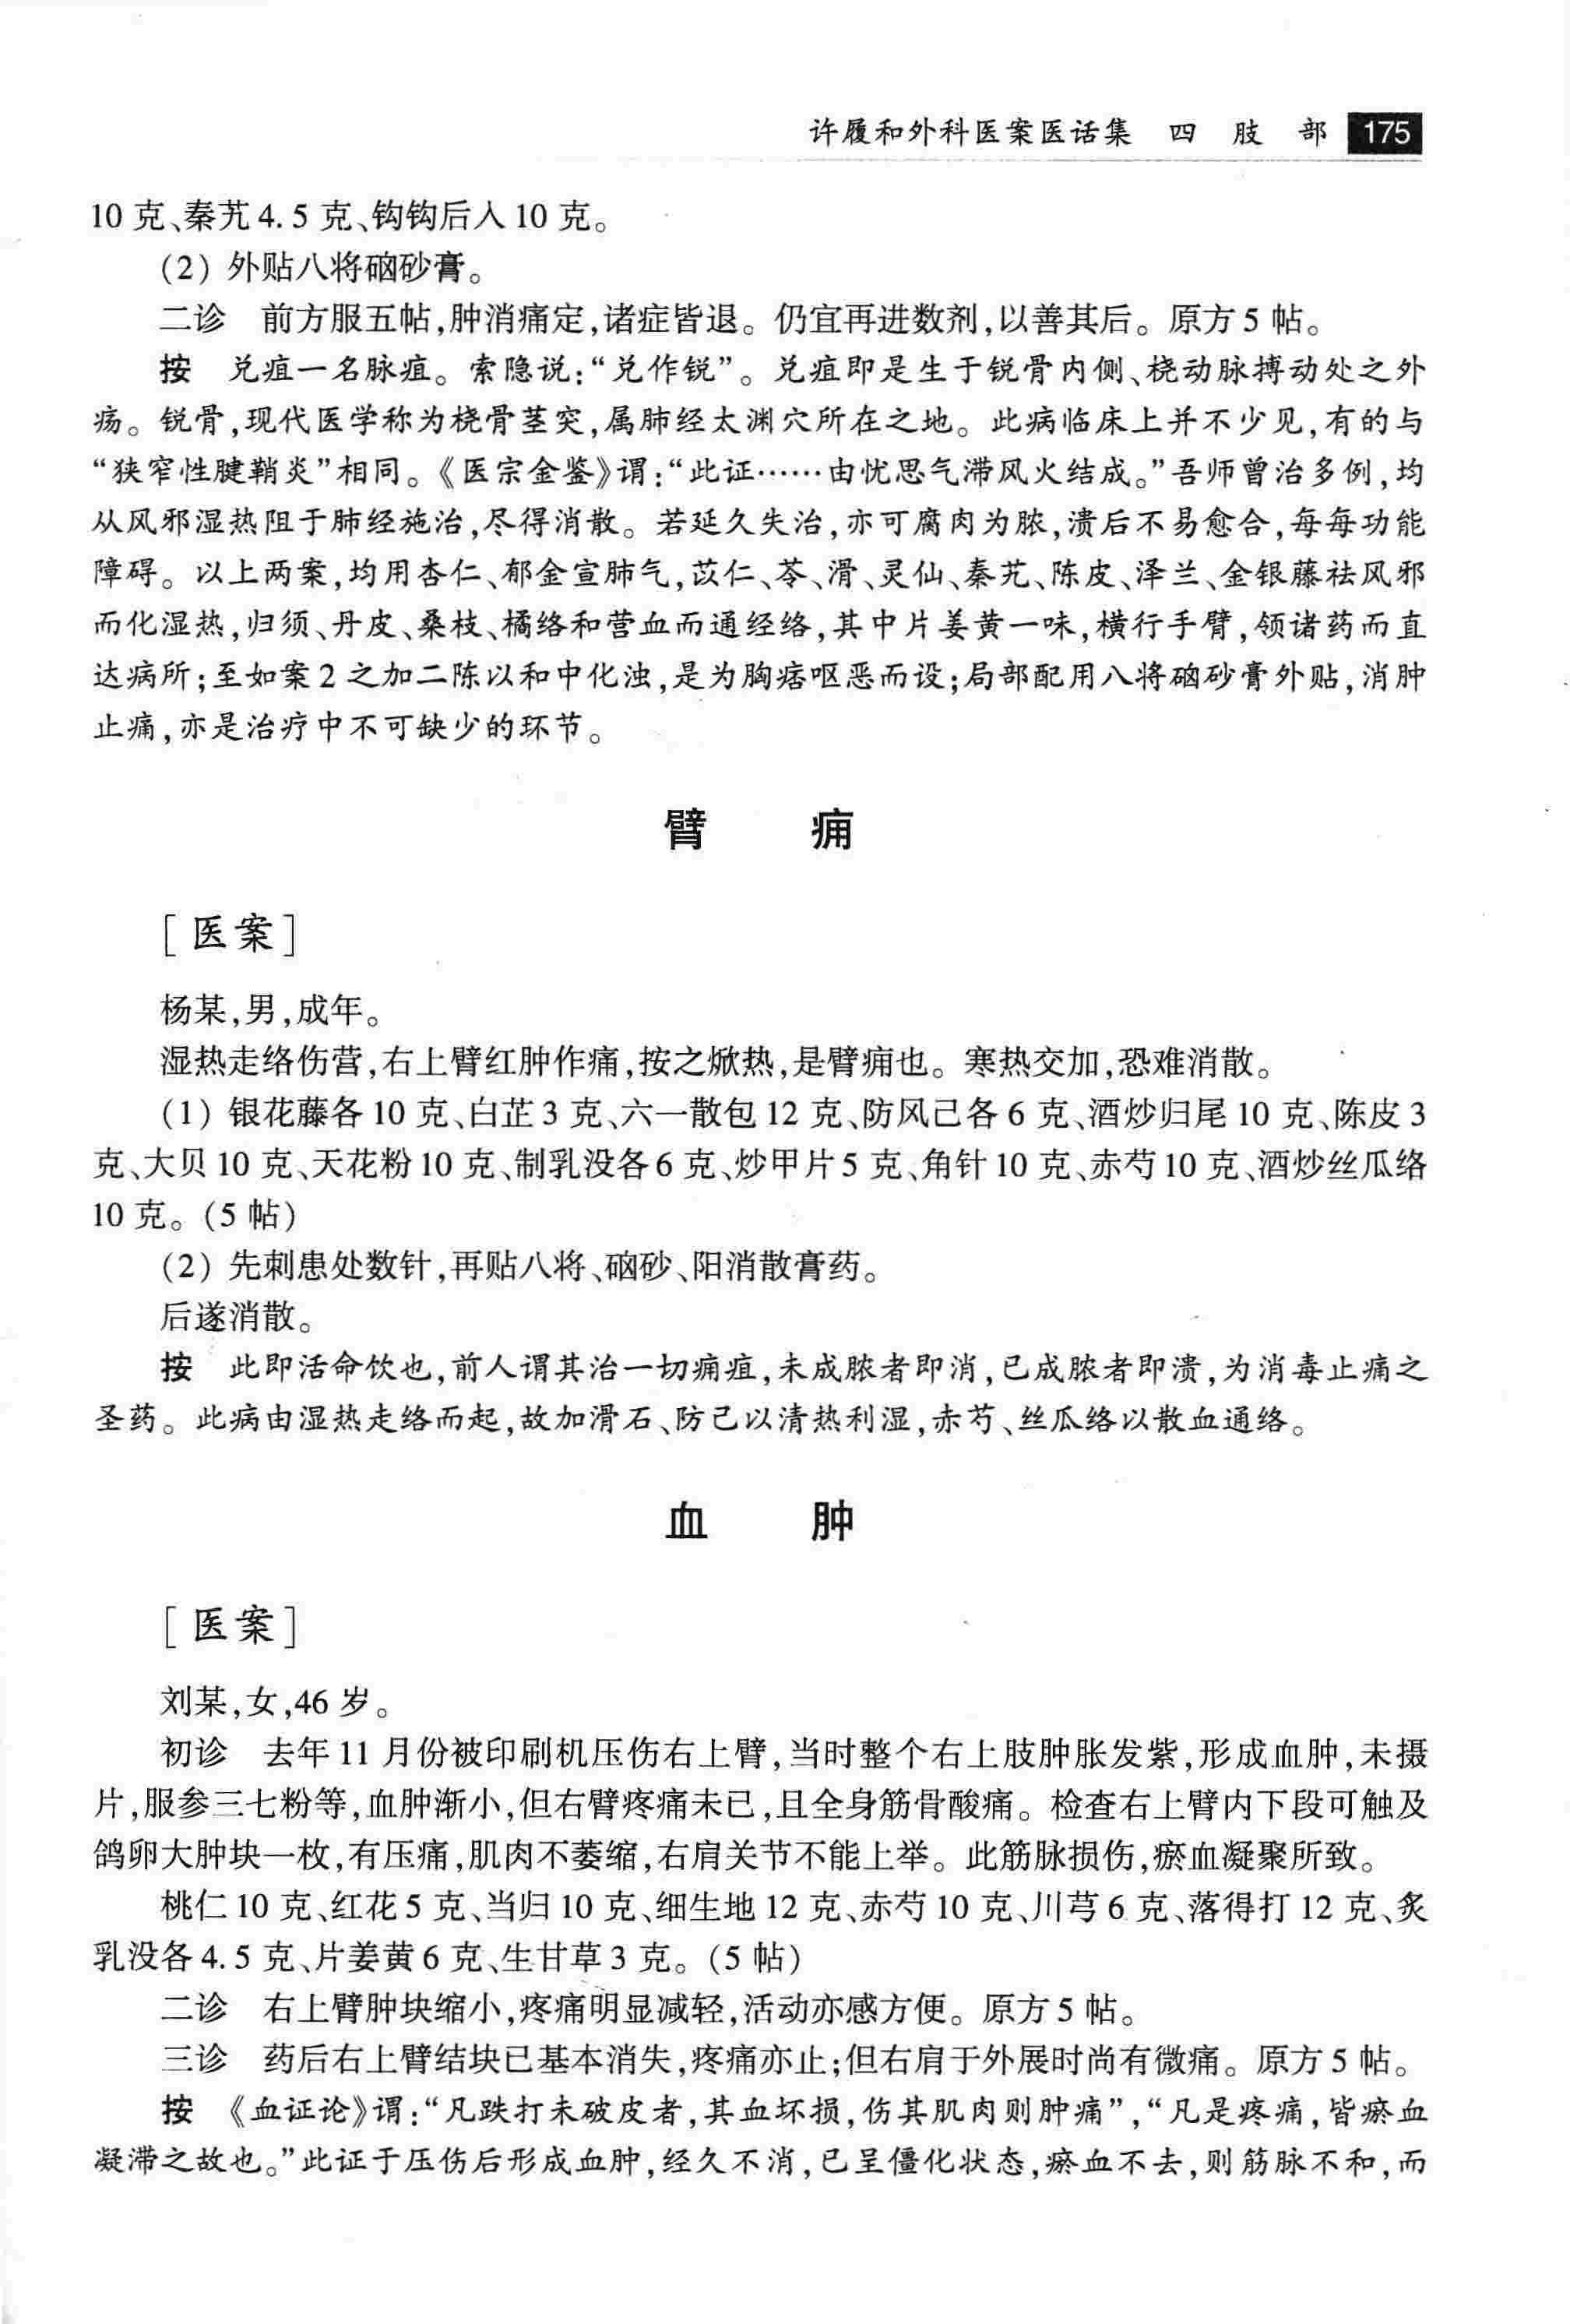 许履和外科医案医话集 四 肢 部 175
10 克、秦艽 4.5 克、钩钩后入 10 克。
(2) 外贴八将硇砂膏。
二诊 前方服五帖,肿消痛定,诸症皆退。仍宜再进数剂,以善其后。原方 5 帖。
按 兑疽一名脉疽。索隐说:“兑作锐”。兑疽即是生于锐骨内侧、桡动脉搏动处之外
疡。锐骨,现代医学称为桡骨茎突,属肺经太渊穴所在之地。此病临床上并不少见,有的与
“狭窄性腱鞘炎”相同。《医宗金鉴》谓:“此证……由忧思气滞风火结成。”吾师曾治多例,均
从风邪湿热阻于肺经施治,尽得消散。若延久失治,亦可腐肉为脓,溃后不易愈合,每每功能
障碍。以上两案,均用杏仁、郁金宣肺气,苡仁、苓、滑、灵仙、秦艽、陈皮、泽兰、金银藤祛风邪
而化湿热,归须、丹皮、桑枝、橘络和营血而通经络,其中片姜黄一味,横行手臂,领诸药而直
达病所;至如案 2 之加二陈以和中化浊,是为胸痞呕恶而设;局部配用八将硇砂膏外贴,消肿
止痛,亦是治疗中不可缺少的环节。
臂 痈
[医案]
杨某,男,成年。
湿热走络伤营,右上臂红肿作痛,按之焮热,是臂痈也。寒热交加,恐难消散。
(1) 银花藤各 10 克、白芷 3 克、六一散包 12 克、防风己各 6 克、酒炒归尾 10 克、陈皮 3
克、大贝 10 克、天花粉 10 克、制乳没各 6 克、炒甲片 5 克、角针 10 克、赤芍 10 克、酒炒丝瓜络
10 克。(5 帖)
(2) 先刺患处数针,再贴八将、硇砂、阳消散膏药。
后遂消散。
按 此即活命饮也,前人谓其治一切痈疽,未成脓者即消,已成脓者即溃,为消毒止痛之
圣药。此病由湿热走络而起,故加滑石、防己以清热利湿,赤芍、丝瓜络以散血通络。
血 肿
[医案]
刘某,女,46 岁。
初诊 去年 11 月份被印刷机压伤右上臂,当时整个右上肢肿胀发紫,形成血肿,未摄
片,服参三七粉等,血肿渐小,但右臂疼痛未已,且全身筋骨酸痛。检查右上臂内下段可触及
鸽卵大肿块一枚,有压痛,肌肉不萎缩,右肩关节不能上举。此筋脉损伤,瘀血凝聚所致。
桃仁 10 克、红花 5 克、当归 10 克、细生地 12 克、赤芍 10 克、川芎 6 克、落得打 12 克、炙
乳没各 4.5 克、片姜黄 6 克、生甘草 3 克。(5 帖)
二诊 右上臂肿块缩小,疼痛明显减轻,活动亦感方便。原方 5 帖。
三诊 药后右上臂结块已基本消失,疼痛亦止;但右肩于外展时尚有微痛。原方 5 帖。
按 《血证论》谓:“凡跌打未破皮者,其血坏损,伤其肌肉则肿痛”,“凡是疼痛,皆瘀血
凝滞之故也。”此证于压伤后形成血肿,经久不消,已呈僵化状态,瘀血不去,则筋脉不和,而